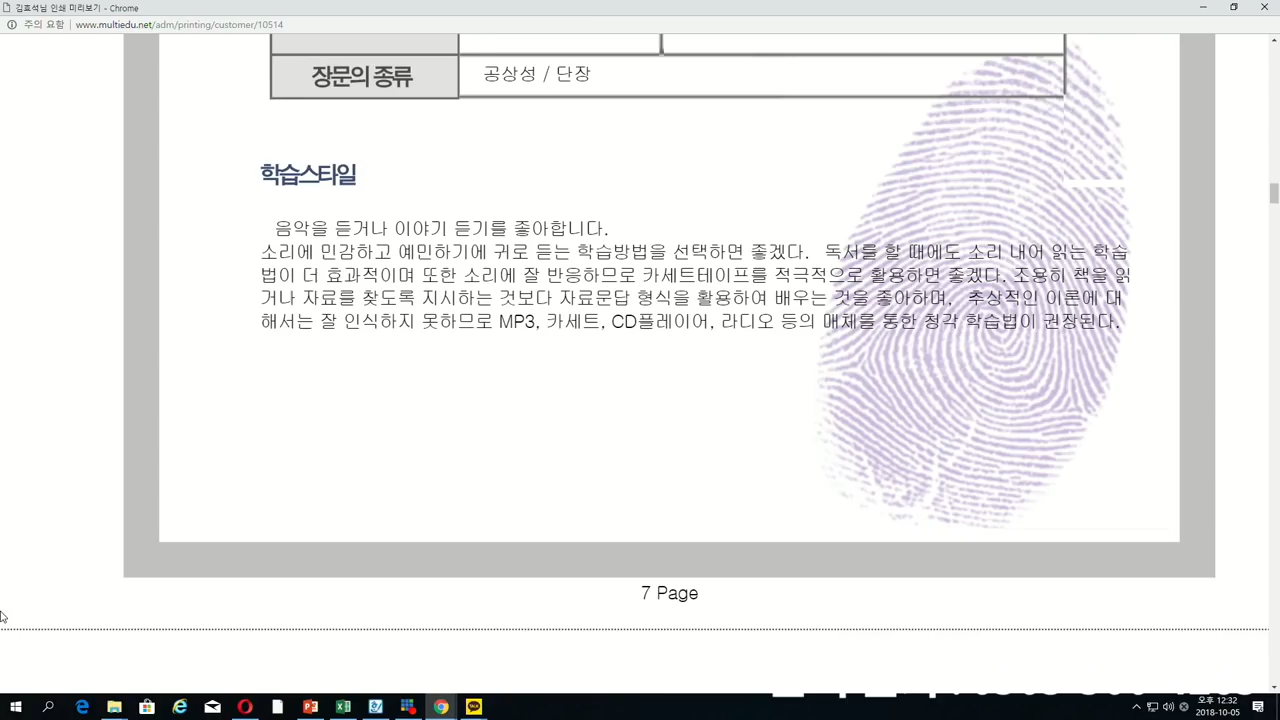 김효석님 인쇄 미리보기 - Chrome
주의 요함 | www.multiedu.net/adm/printing/customer/10514
장문의 종류
공상성 / 단장
학습스타일
음악을 듣거나 이야기 듣기를 좋아합니다.
소리에 민감하고 예민하기에 귀로 듣는 학습방법을 선택하면 좋겠다. 독서를 할 때에도 소리 내어 읽는 학습
법이 더 효과적이며 또한 소리에 잘 반응하므로 카세트테이프를 적극적으로 활용하면 좋겠다. 조용히 책을 읽
거나 자료를 찾도록 지시하는 것보다 자료문답 형식을 활용하여 배우는 것을 좋아하며, 추상적인 이론에 대
해서는 잘 인식하지 못하므로 MP3, 카세트, CD플레이어, 라디오 등의 매체를 통한 청각 학습법이 권장된다.
7 Page
TALK
오후 12:32
2018-10-05